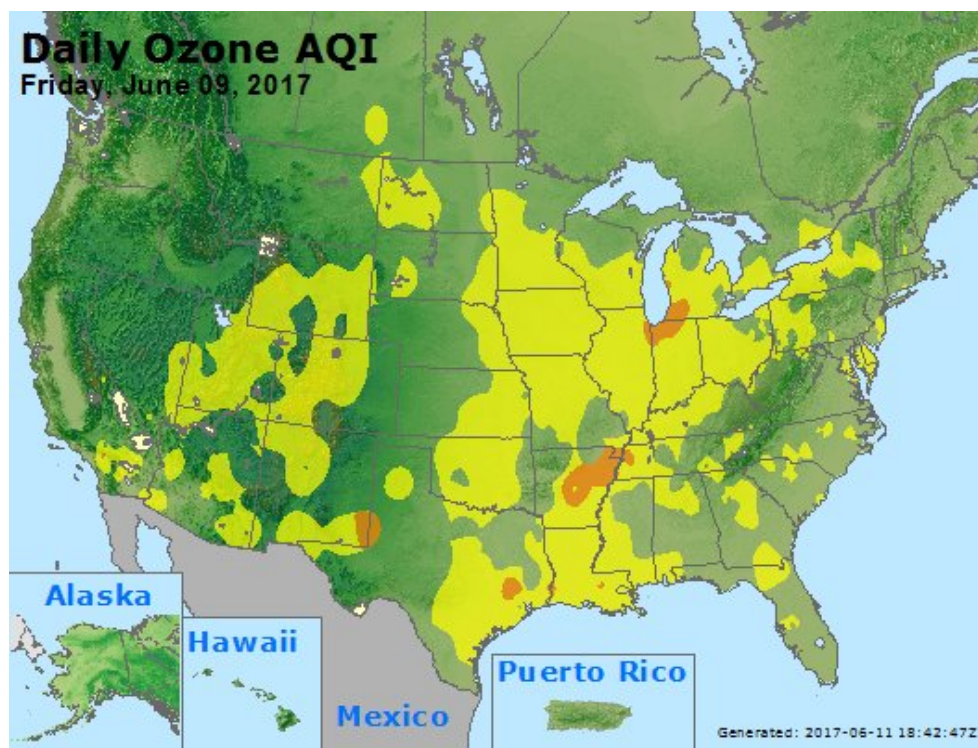 Daily Ozone AQI
Friday, June 09, 2017
Alaska
Hawaii
Puerto Rico
Mexico
Generated: 2017-06-11 18:42:47Z